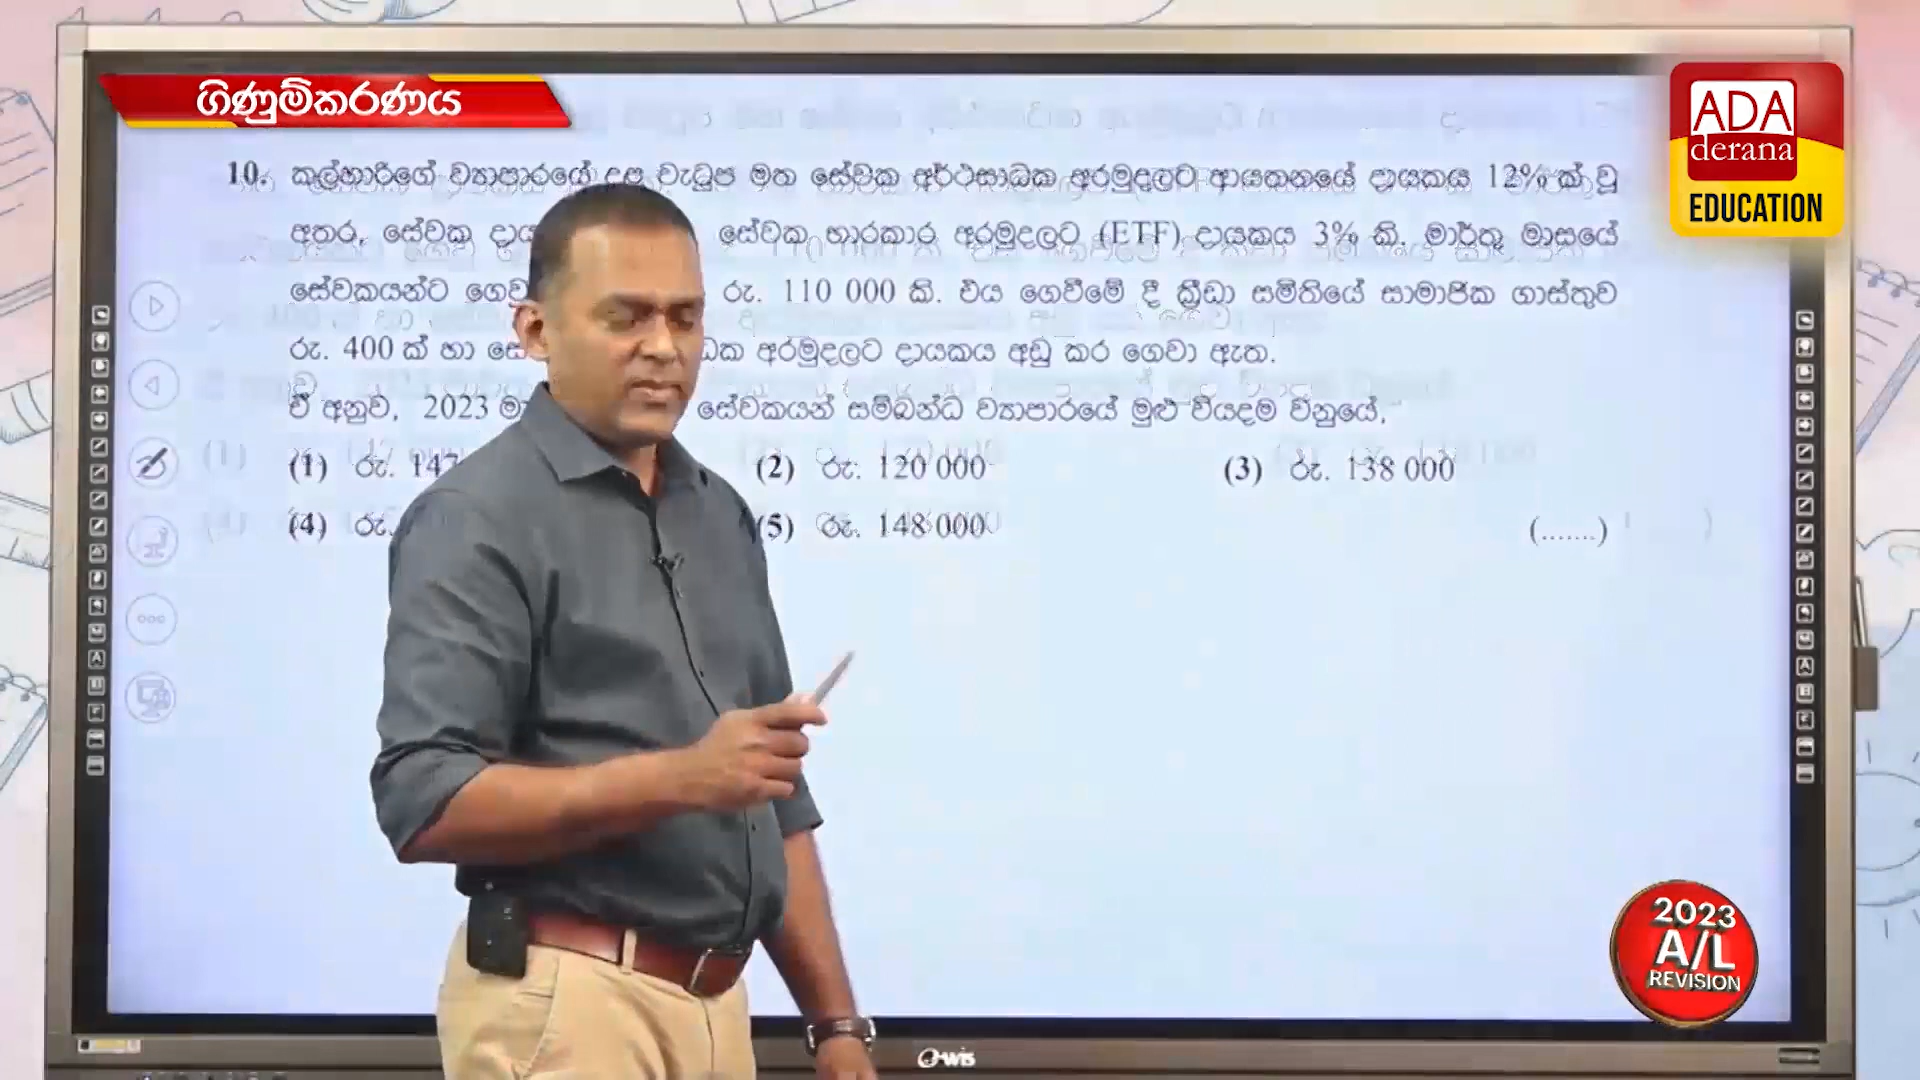 ගිණුම්කරණය
ADA
derana
EDUCATION
10. කුල්හාරිගේ ව්‍යාපාරයේ දළ වැටුප මත සේවක අර්ථසාධක අරමුදලට ආයතනයේ දායකය 12% ක් වූ
අතර, සේවක සේවක භාරකාර අරමුදලට (ETF) දායකය 3% කි. මාර්තු මාසයේ
සේවකයන්ට රු. 110 000 කි. එය ගෙවීමේ දී ක්‍රීඩා සමිතියේ සාමාජික ගාස්තුව
රු. 400 ක් හා අරමුදලට දායකය අඩු කර ගෙවා ඇත.
ඒ අනුව, 2023 සේවකයන් සම්බන්ධ ව්‍යාපාරයේ මුළු වියදම වනුයේ,
(1) රු. 147 (2) රු. 120 000 (3) රු. 138 000
(4) රු. (5) රු. 148 000 (.......)
2023
A/L
REVISION
wis